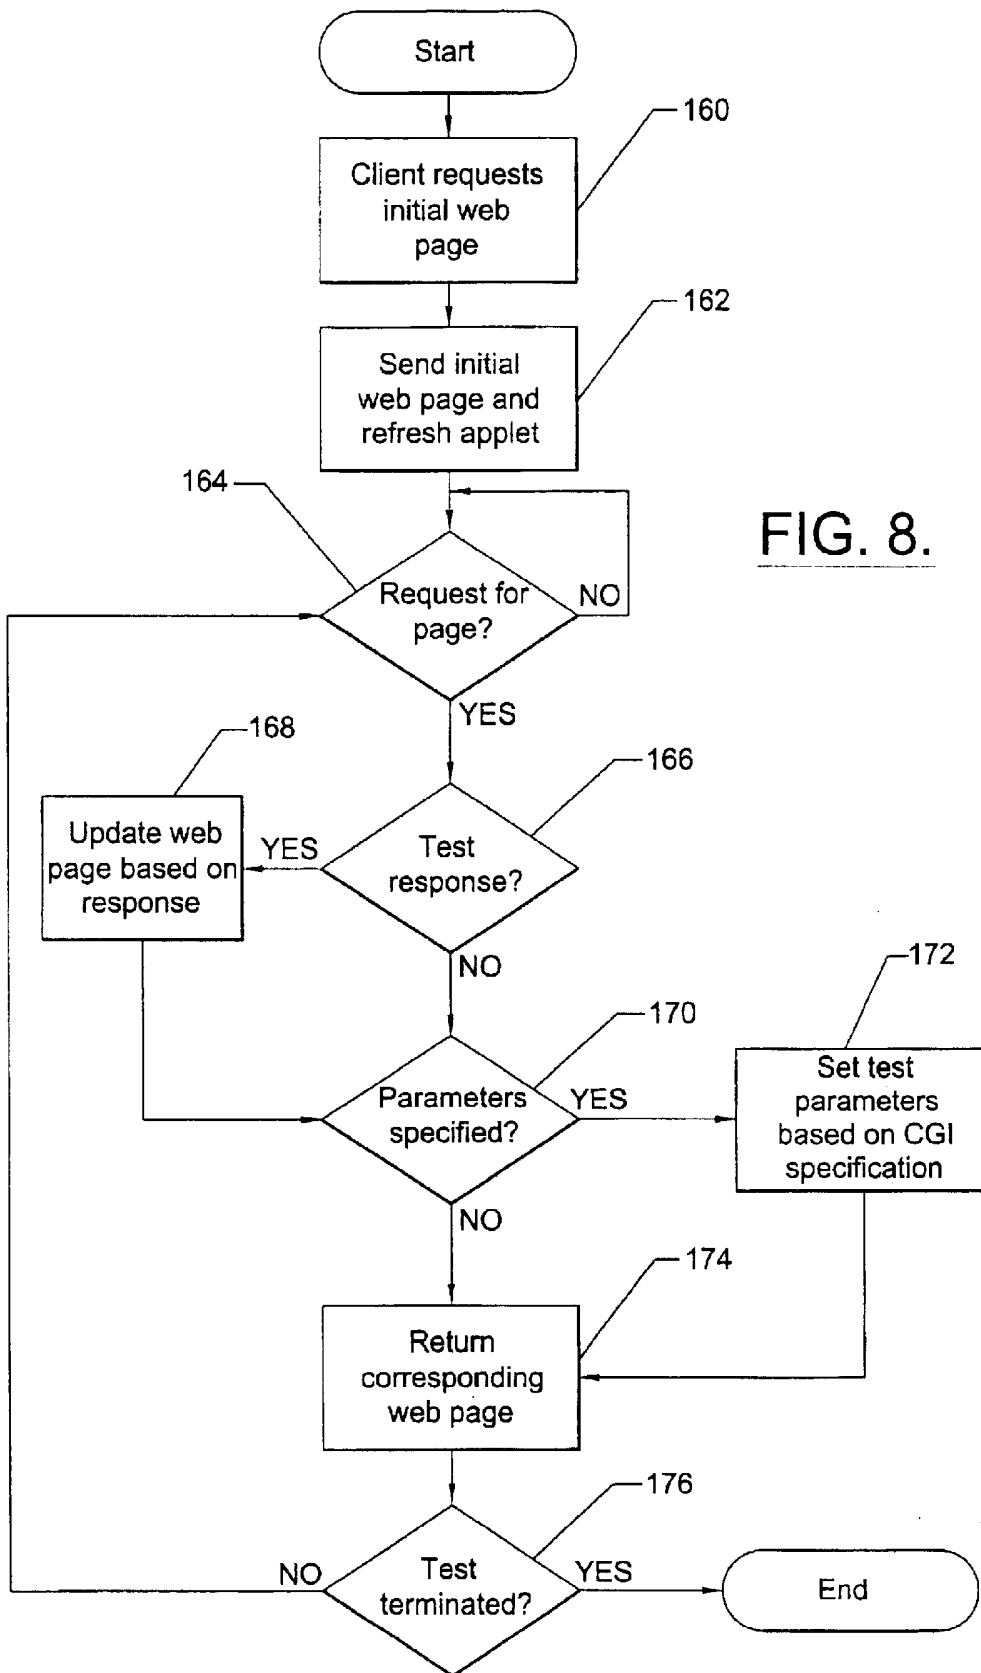 Start
160
Client requests
initial web
page
162
Send initial
web page and
refresh applet
164
FIG. 8.
Request for
page?
NO
YES
168
166
Update web
page based on
response
YES
Test
response?
NO
172
170
Parameters
specified?
YES
Set test
parameters
based on CGI
specification
NO
174
Return
corresponding
web page
176
NO
Test
terminated?
YES
End